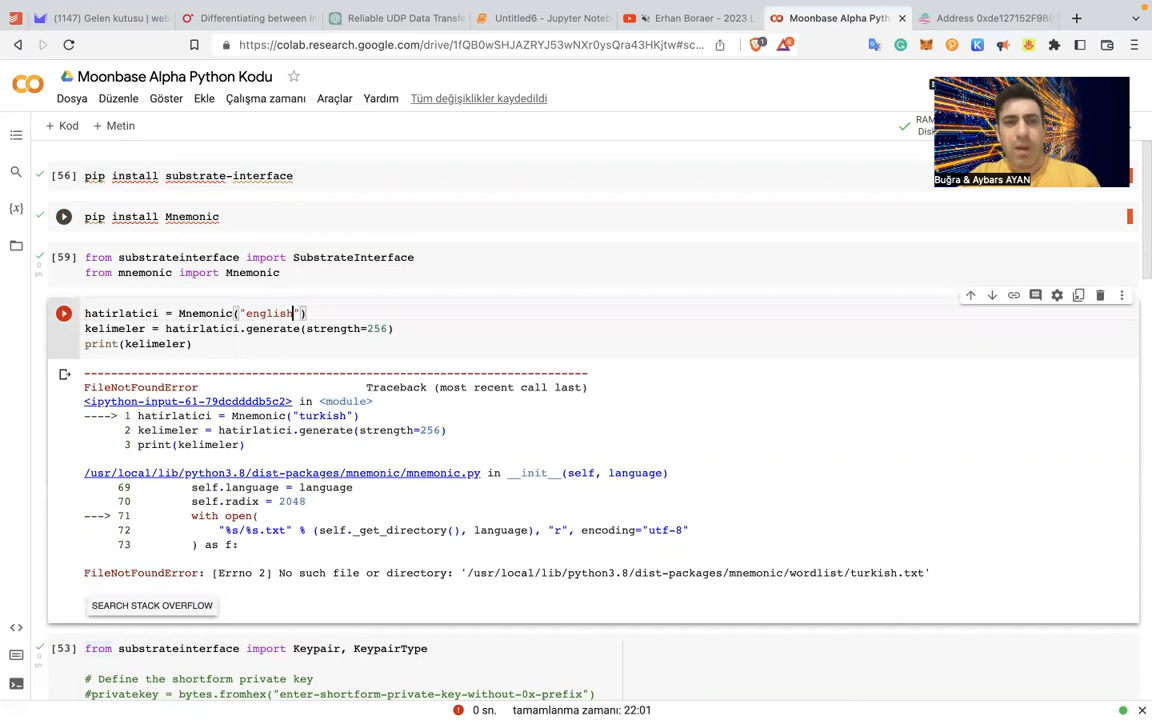 (1147) Gelen kutusu | web
Differentiating between In
Reliable UDP Data Transfe
Untitled6 - Jupyter Noteb
Erhan Boraer - 2023 L
Moonbase Alpha Pyth
Address 0xde127152F9B
https://colab.research.google.com/drive/1fQB0wSHJAZRYJ53wNXr0ysQra43HKjtw#sc...
Moonbase Alpha Python Kodu
Dosya Düzenle Göster Ekle Çalışma zamanı Araçlar Yardım Tüm değişiklikler kaydedildi
+ Kod + Metin
RAM
Disk
Buğra & Aybars AYAN
[56] pip install substrate-interface
pip install Mnemonic
[59] from substrateinterface import SubstrateInterface
0
sn. from mnemonic import Mnemonic
hatirlatici = Mnemonic("english")
kelimeler = hatirlatici.generate(strength=256)
print(kelimeler)
---------------------------------------------------------------------------
FileNotFoundError Traceback (most recent call last)
<ipython-input-61-79dcddddb5c2> in <module>
----> 1 hatirlatici = Mnemonic("turkish")
2 kelimeler = hatirlatici.generate(strength=256)
3 print(kelimeler)
/usr/local/lib/python3.8/dist-packages/mnemonic/mnemonic.py in __init__(self, language)
69 self.language = language
70 self.radix = 2048
---> 71 with open(
72 "%s/%s.txt" % (self._get_directory(), language), "r", encoding="utf-8"
73 ) as f:
FileNotFoundError: [Errno 2] No such file or directory: '/usr/local/lib/python3.8/dist-packages/mnemonic/wordlist/turkish.txt'
SEARCH STACK OVERFLOW
[53] from substrateinterface import Keypair, KeypairType
0
sn.
# Define the shortform private key
#privatekey = bytes.fromhex("enter-shortform-private-key-without-0x-prefix")
0 sn. tamamlanma zamanı: 22:01